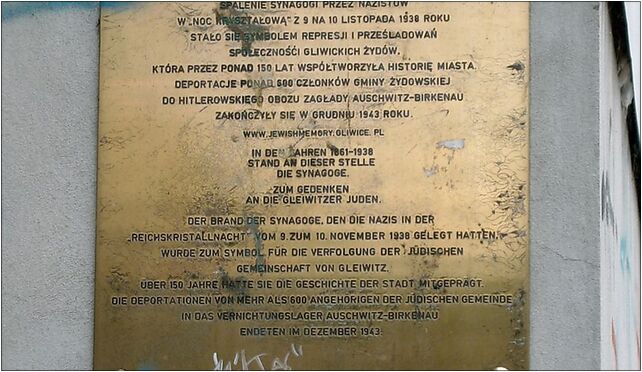 SPALENIE SYNAGOGI PRZEZ NAZISTÓW
W „NOC KRYSZTAŁOWĄ" Z 9 NA 10 LISTOPADA 1938 ROKU
STAŁO SIĘ SYMBOLEM REPRESJI I PRZEŚLADOWAŃ
SPOŁECZNOŚCI GLIWICKICH ŻYDÓW,
KTÓRA PRZEZ PONAD 150 LAT WSPÓŁTWORZYŁA HISTORIĘ MIASTA.
DEPORTACJE PONAD 600 CZŁONKÓW GMINY ŻYDOWSKIEJ
DO HITLEROWSKIEGO OBOZU ZAGŁADY AUSCHWITZ-BIRKENAU
ZAKOŃCZYŁY SIĘ W GRUDNIU 1943 ROKU.
WWW.JEWISHMEMORY.GLIWICE.PL
IN DEN JAHREN 1861-1938
STAND AN DIESER STELLE
DIE SYNAGOGE.
ZUM GEDENKEN
AN DIE GLEIWITZER JUDEN.
DER BRAND DER SYNAGOGE, DEN DIE NAZIS IN DER
„REICHSKRISTALLNACHT" VOM 9. ZUM 10. NOVEMBER 1938 GELEGT HATTEN,
WURDE ZUM SYMBOL FÜR DIE VERFOLGUNG DER JÜDISCHEN
GEMEINSCHAFT VON GLEIWITZ.
ÜBER 150 JAHRE HATTE SIE DIE GESCHICHTE DER STADT MITGEPRÄGT.
DIE DEPORTATIONEN VON MEHR ALS 600 ANGEHÖRIGEN DER JÜDISCHEN GEMEINDE
IN DAS VERNICHTUNGSLAGER AUSCHWITZ-BIRKENAU
ENDETEN IM DEZEMBER 1943.